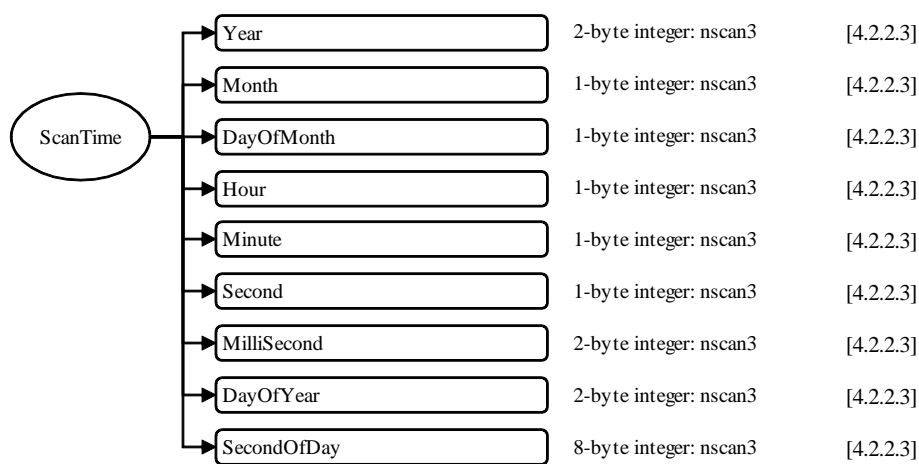 Year 2-byte integer: nscan3 [4.2.2.3]
Month 1-byte integer: nscan3 [4.2.2.3]
ScanTime DayOfMonth 1-byte integer: nscan3 [4.2.2.3]
Hour 1-byte integer: nscan3 [4.2.2.3]
Minute 1-byte integer: nscan3 [4.2.2.3]
Second 1-byte integer: nscan3 [4.2.2.3]
MilliSecond 2-byte integer: nscan3 [4.2.2.3]
DayOfYear 2-byte integer: nscan3 [4.2.2.3]
SecondOfDay 8-byte integer: nscan3 [4.2.2.3]